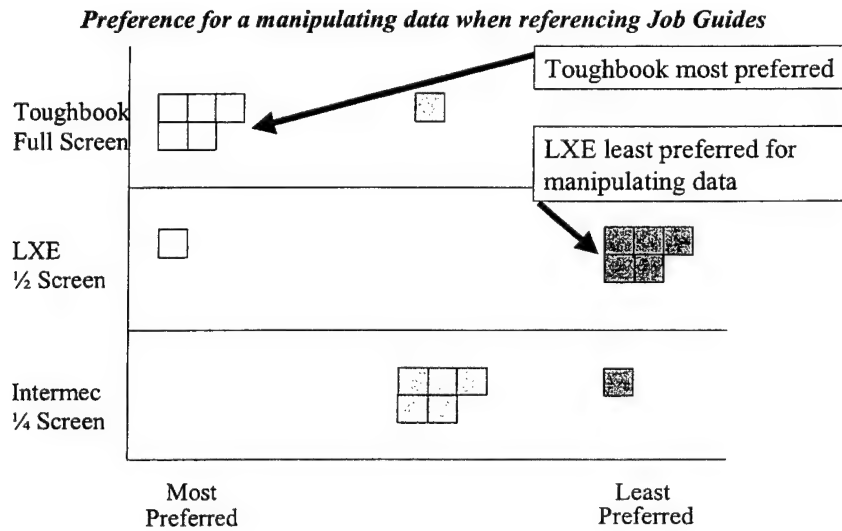 Preference for a manipulating data when referencing Job Guides
Toughbook most preferred
Toughbook
Full Screen
LXE least preferred for
manipulating data
LXE
½ Screen
Intermec
¼ Screen
Most
Preferred
Least
Preferred